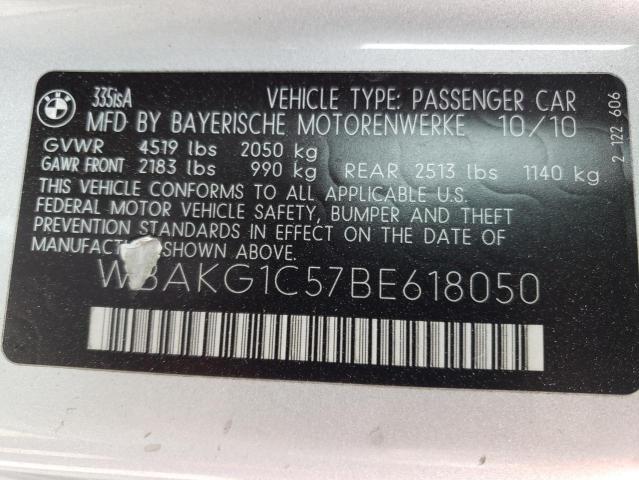 BMW
335isA VEHICLE TYPE: PASSENGER CAR
MFD BY BAYERISCHE MOTORENWERKE 10/10
GVWR 4519 lbs 2050 kg
GAWR FRONT 2183 lbs 990 kg REAR 2513 lbs 1140 kg
THIS VEHICLE CONFORMS TO ALL APPLICABLE U.S.
FEDERAL MOTOR VEHICLE SAFETY, BUMPER AND THEFT
PREVENTION STANDARDS IN EFFECT ON THE DATE OF
MANUFACTURE SHOWN ABOVE.
WBAKG1C57BE618050
2 122 606